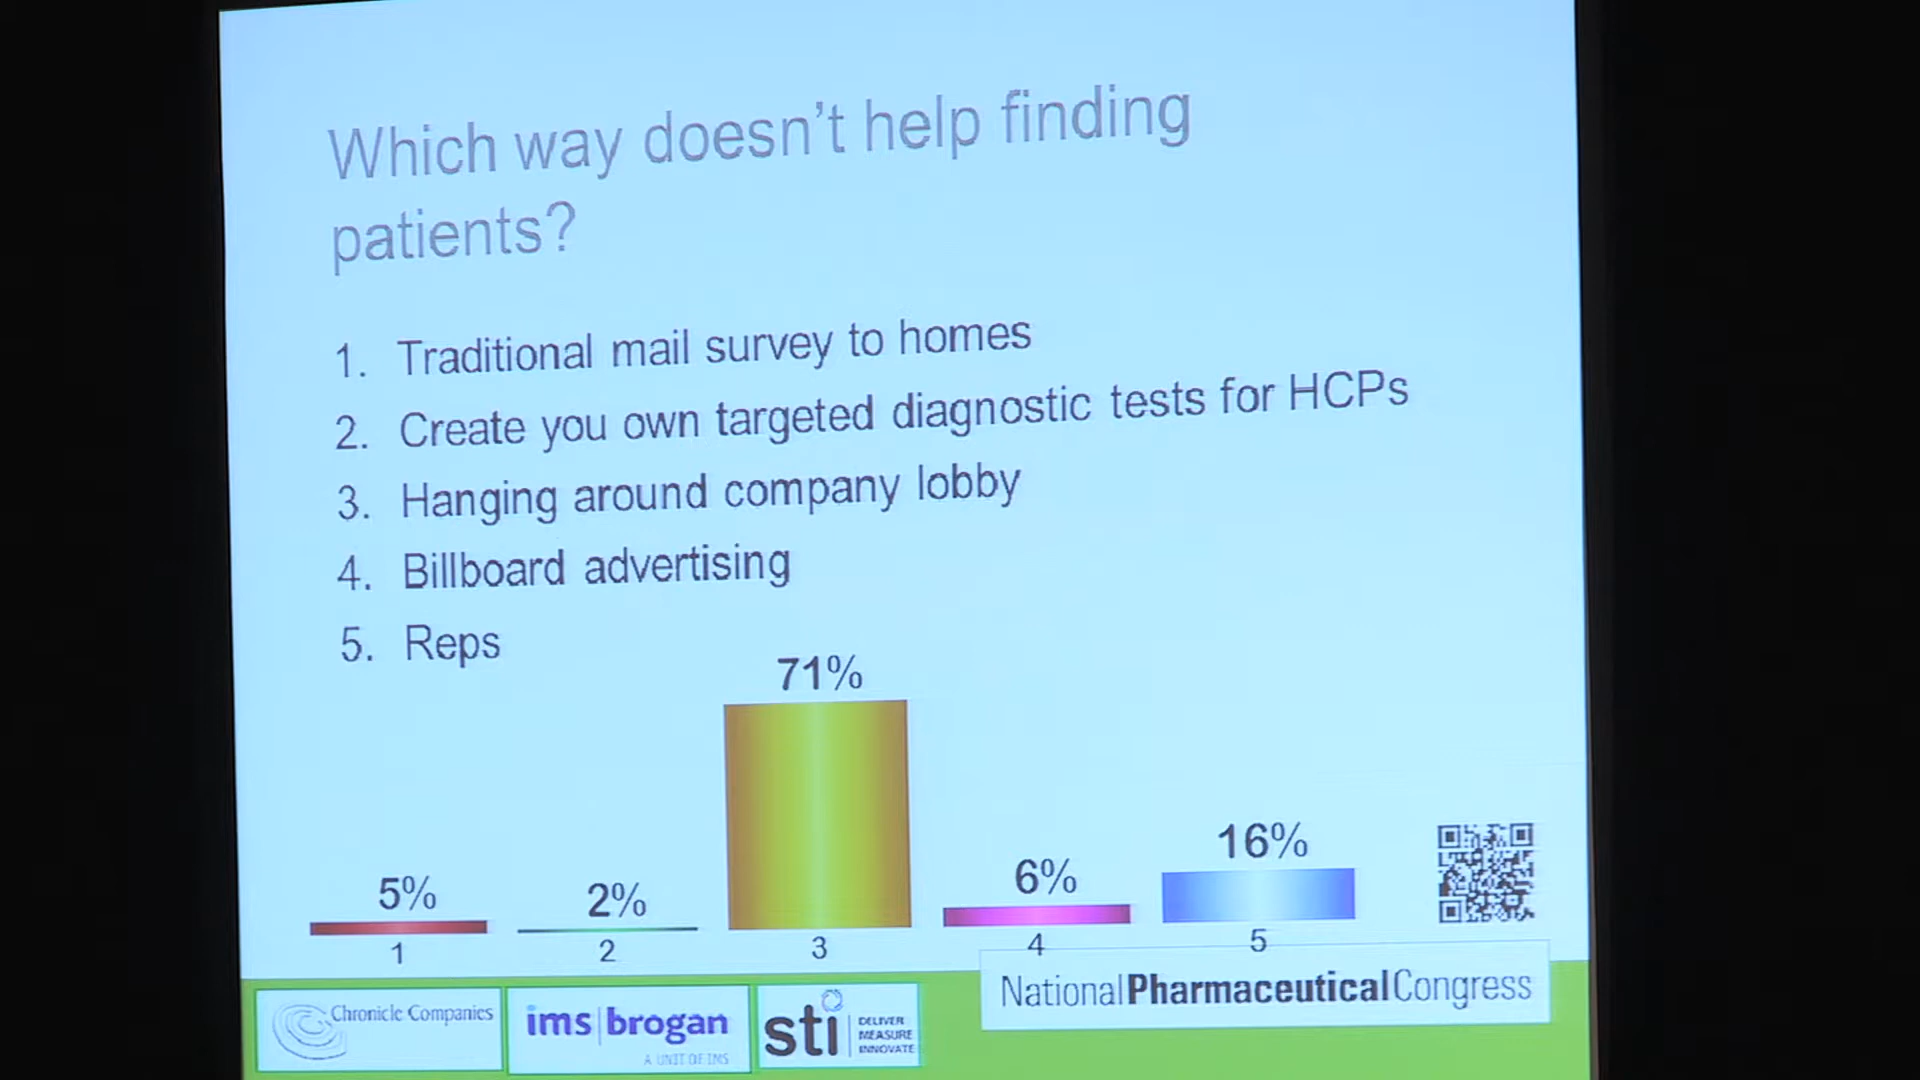 Which way doesn't help finding
patients?
1. Traditional mail survey to homes
2. Create you own targeted diagnostic tests for HCPs
3. Hanging around company lobby
4. Billboard advertising
5. Reps
71%
16%
6%
5%
2%
1 2 3 4 5
National Pharmaceutical Congress
Chronicle Companies
ims|brogan
A UNIT OF IMS
sti
DELIVER
MEASURE
INNOVATE